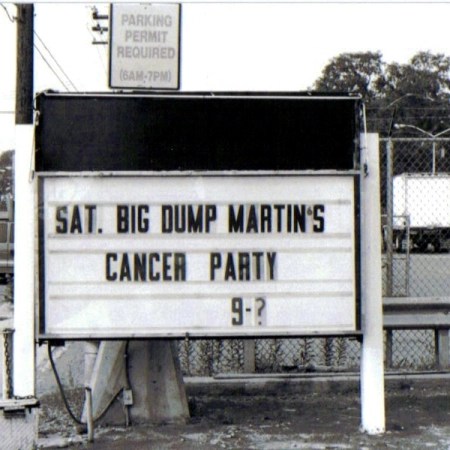 PARKING
PERMIT
REQUIRED
(6AM-7PM)
SAT. BIG DUMP MARTIN'S
CANCER PARTY
9-?